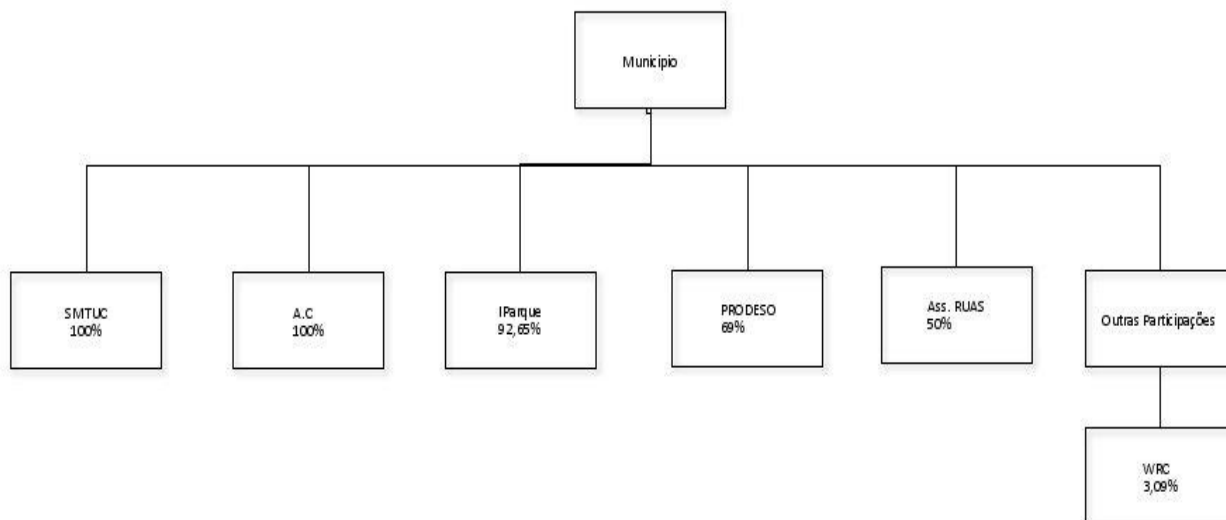 Municipio
SMTUC
100%
A.C
100%
IParque
92,65%
PRODESO
69%
Ass. RUAS
50%
Outras Participações
WRC
3,09%